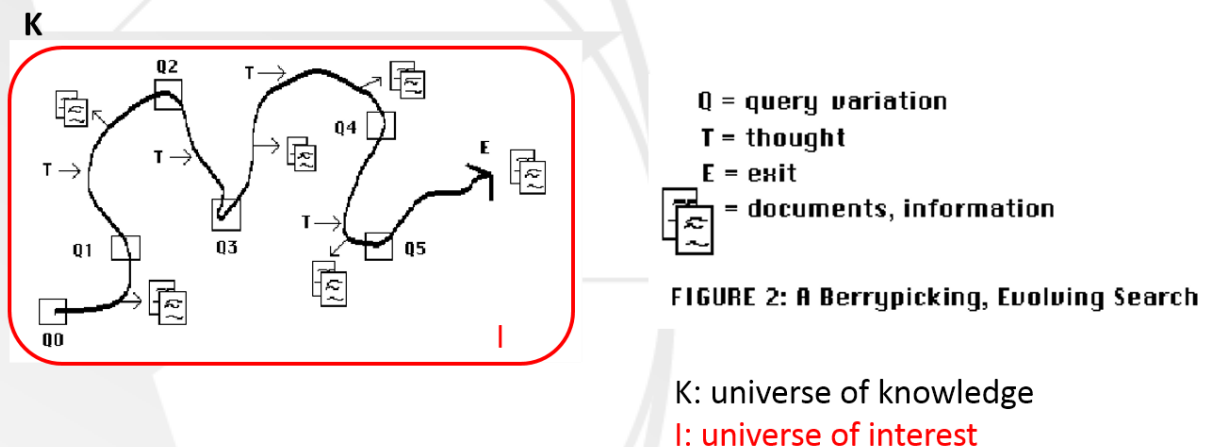 K
Q2
T
T
T
Q4
E
Q1
Q3
T
Q5
Q0
I
Q = query variation
T = thought
E = exit
= documents, information
FIGURE 2: A Berrypicking, Evolving Search
K: universe of knowledge
I: universe of interest